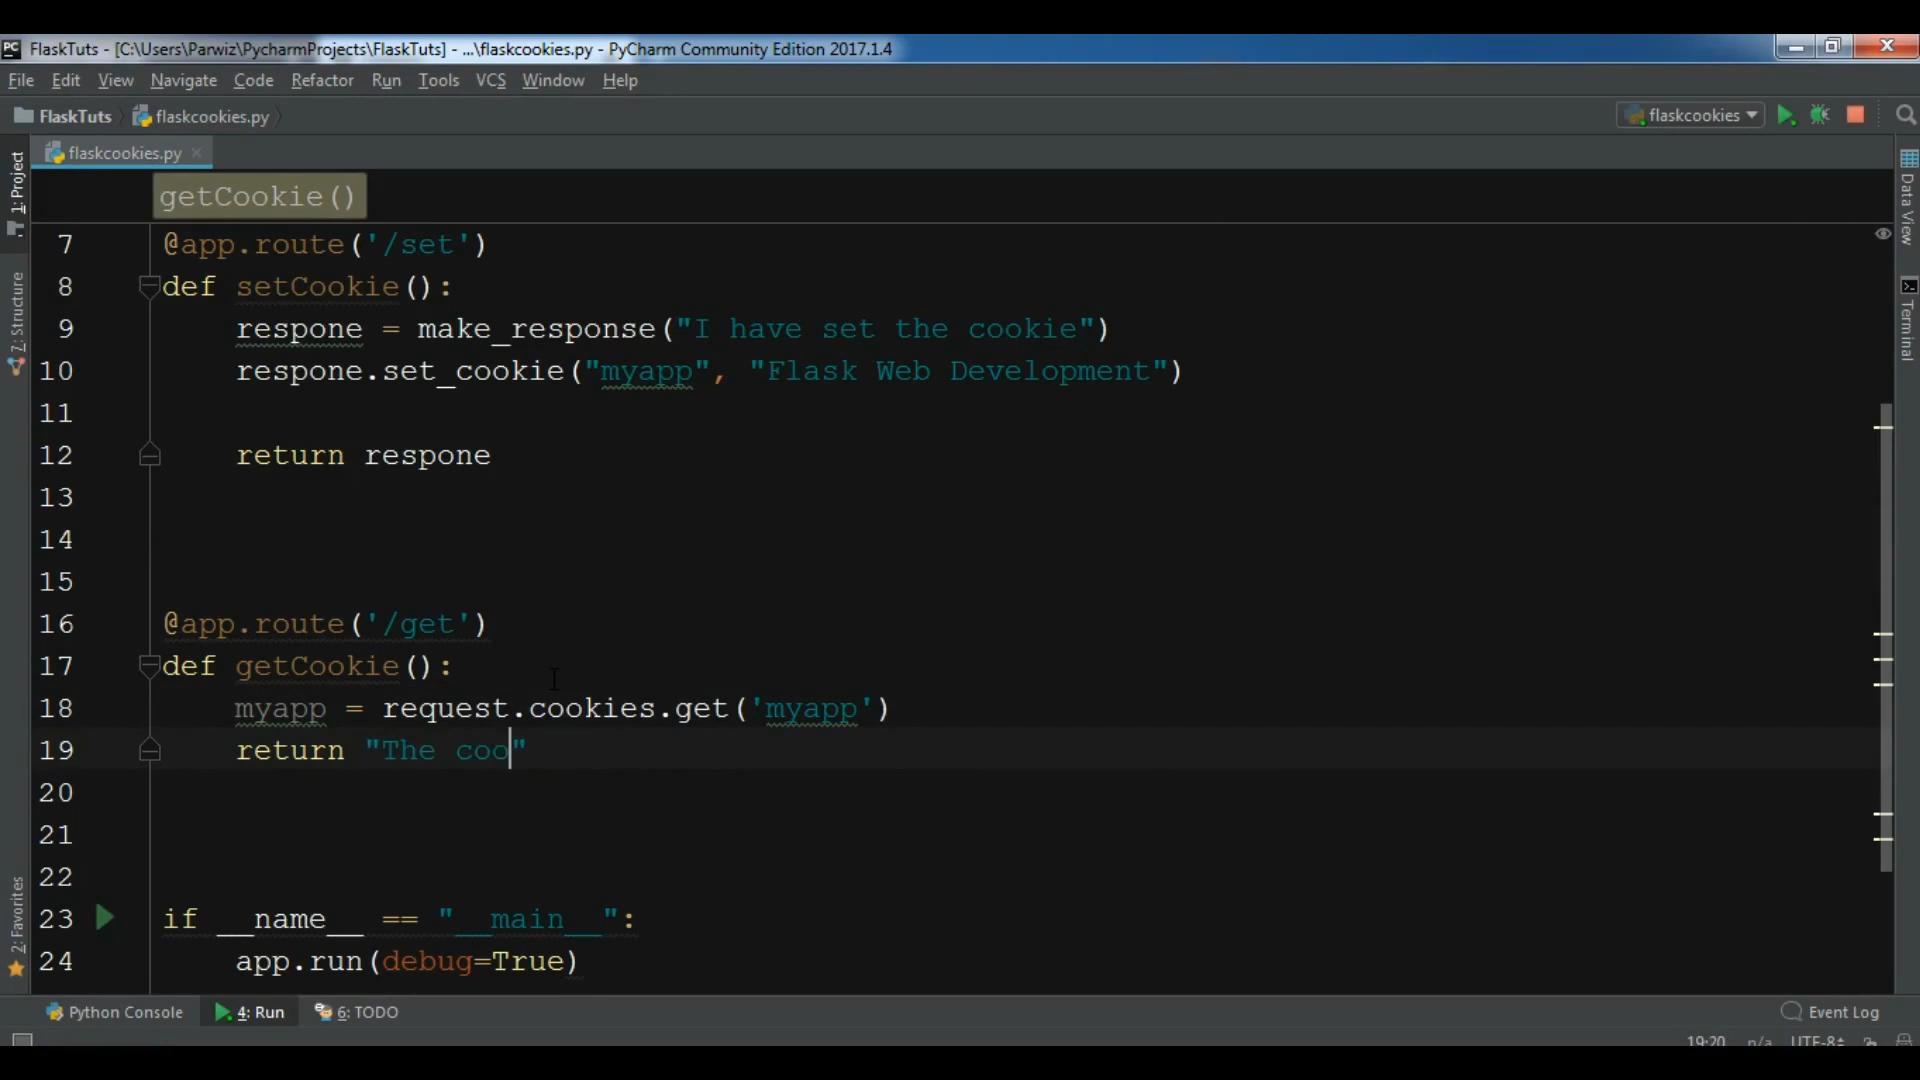 FlaskTuts - [C:\Users\Parwiz\PycharmProjects\FlaskTuts] - ...\flaskcookies.py - PyCharm Community Edition 2017.1.4
File Edit View Navigate Code Refactor Run Tools VCS Window Help
FlaskTuts flaskcookies.py flaskcookies
flaskcookies.py
getCookie()
7 @app.route('/set')
8 def setCookie():
9 respone = make_response("I have set the cookie")
10 respone.set_cookie("myapp", "Flask Web Development")
11
12 return respone
13
14
15
16 @app.route('/get')
17 def getCookie():
18 myapp = request.cookies.get('myapp')
19 return "The coo"
20
21
22
23 if __name__ == "__main__":
24 app.run(debug=True)
1: Project
7: Structure
2: Favorites
Data View
Terminal
Python Console 4: Run 6: TODO Event Log
19:20 n/a UTF-8